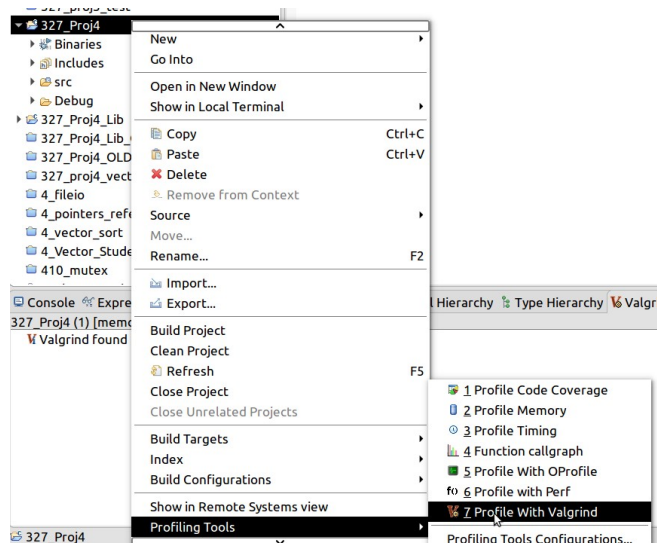 327_proj3_test
327_Proj4
Binaries
Includes
src
Debug
327_Proj4_Lib
327_Proj4_Lib_
327_Proj4_OLD
327_proj4_vect
4_fileio
4_pointers_refe
4_vector_sort
4_Vector_Stude
410_mutex
New
Go Into
Open in New Window
Show in Local Terminal
Copy Ctrl+C
Paste Ctrl+V
Delete
Remove from Context
Source
Move...
Rename... F2
Import...
Export...
Build Project
Clean Project
Refresh F5
Close Project
Close Unrelated Projects
Build Targets
Index
Build Configurations
Show in Remote Systems view
Profiling Tools
Console Expre l Hierarchy Type Hierarchy Valgr
327_Proj4 (1) [memc
Valgrind found
1 Profile Code Coverage
2 Profile Memory
3 Profile Timing
4 Function callgraph
5 Profile With OProfile
6 Profile with Perf
7 Profile With Valgrind
Profiling Tools Configurations...
327_Proj4